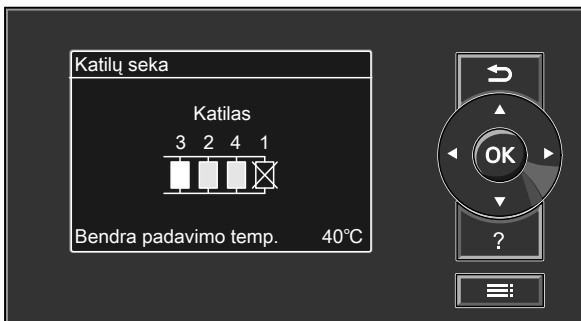 Katilų seka
Katilas
3 2 4 1
Bendra padavimo temp. 40°C
OK
?